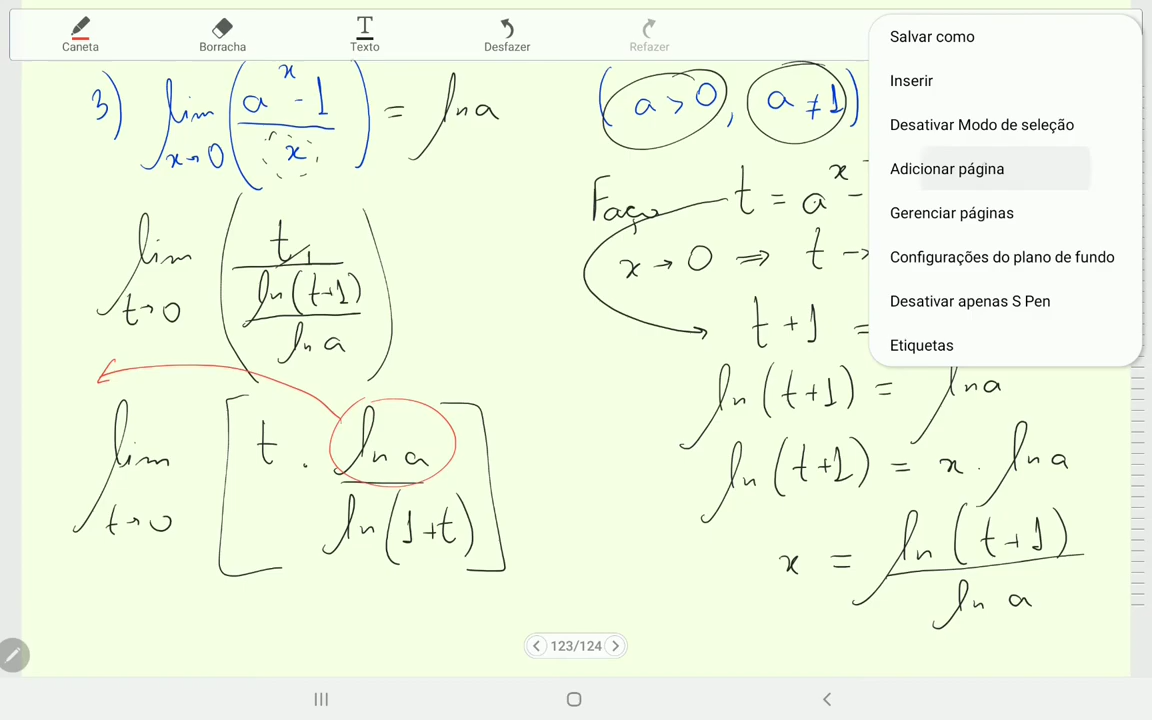 Caneta Borracha Texto Desfazer Refazer
Salvar como
Inserir
Desativar Modo de seleção
Adicionar página
Gerenciar páginas
Configurações do plano de fundo
Desativar apenas S Pen
Etiquetas
3) lim x→0 ( (a^x - 1) / x ) = ln a ( a > 0 , a ≠ 1 )
Faço t = a^x -
x → 0 ⇒ t →
t + 1 =
lim t→0 ( t / ( ln(t+1) / ln a ) )
ln (t+1) = ln a
lim t→0 [ t . ln a / ln(1+t) ]
ln (t+1) = x . ln a
x = ln (t+1) / ln a
123/124